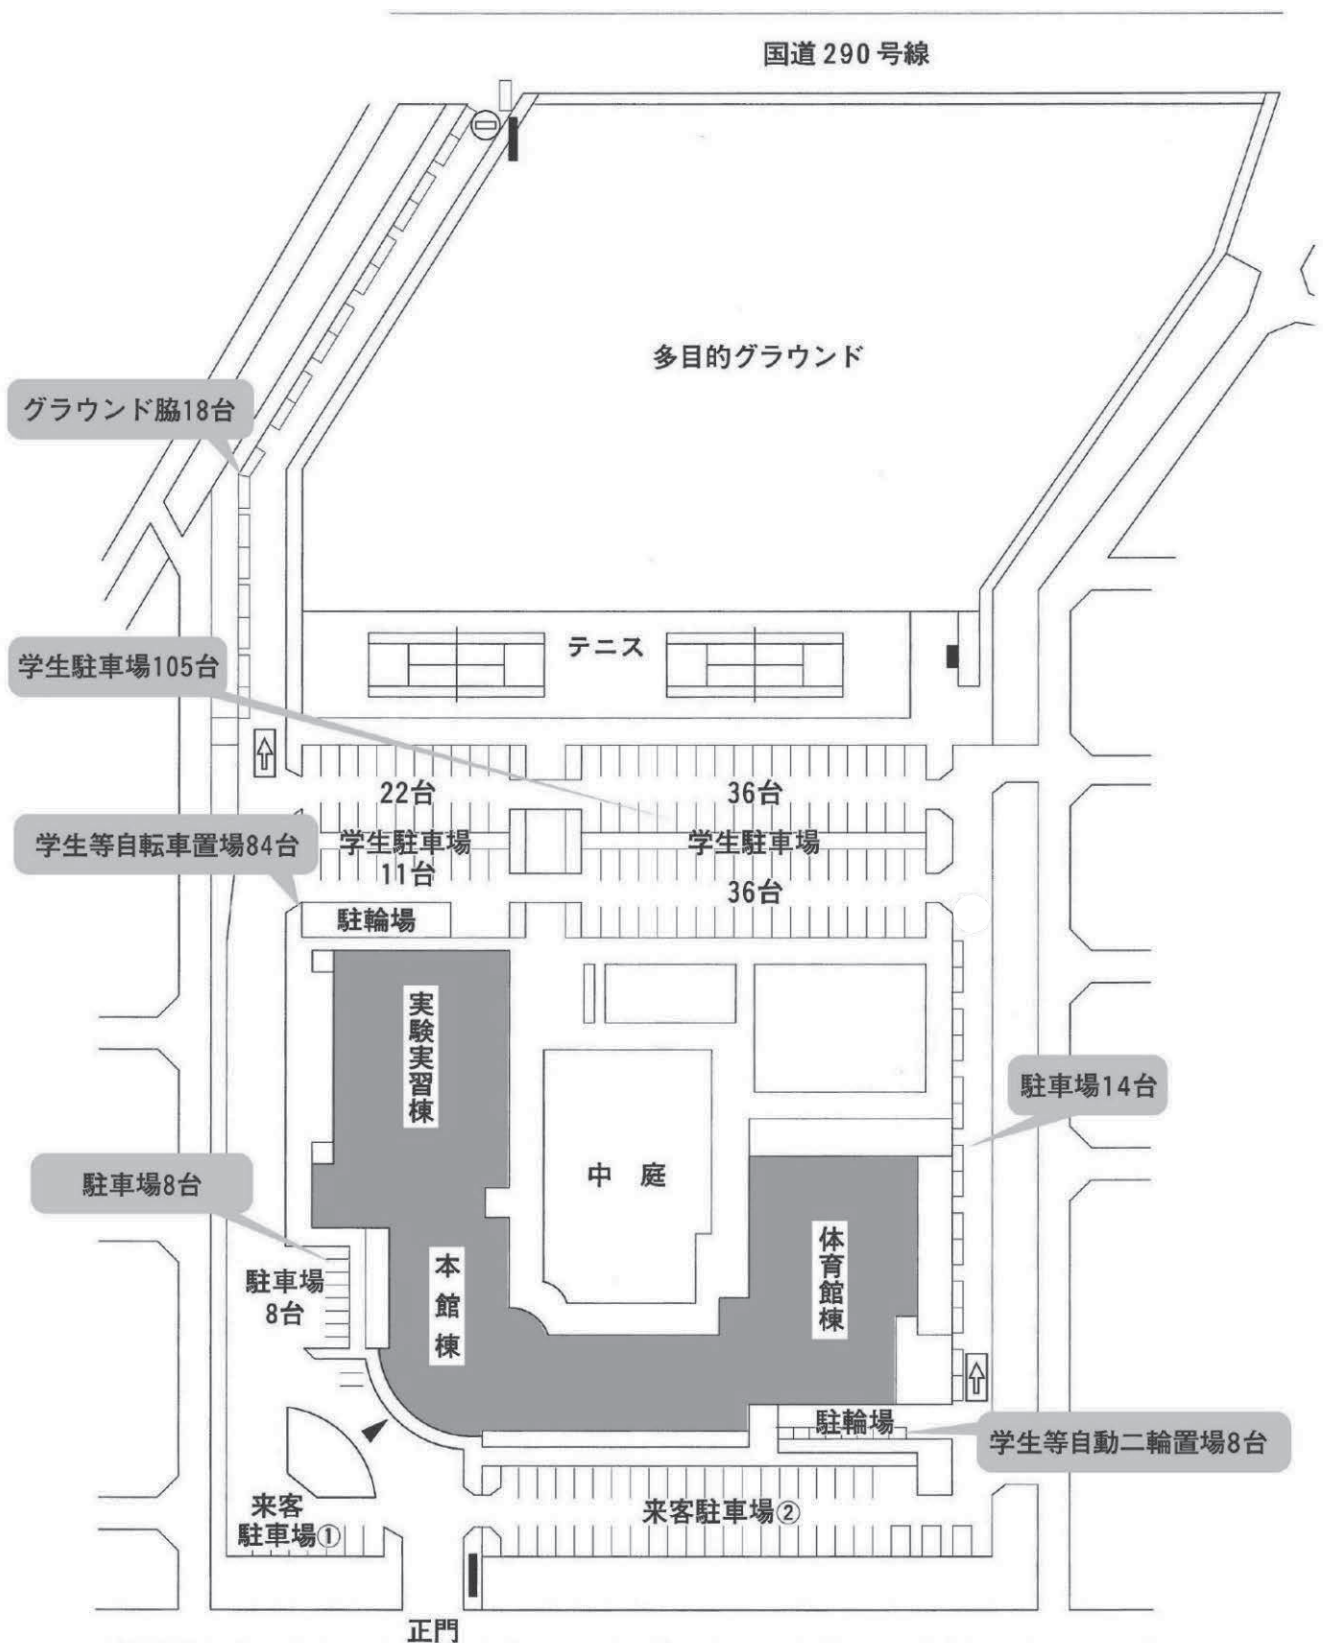 国道290号線
多目的グラウンド
グラウンド脇18台
テニス
学生駐車場105台
22台
36台
学生等自転車置場84台
学生駐車場
学生駐車場
11台
36台
駐輪場
実験実習棟
駐車場14台
中 庭
駐車場8台
体育館棟
本館棟
駐車場
8台
駐輪場
学生等自動二輪置場8台
来客
駐車場①
来客駐車場②
正門